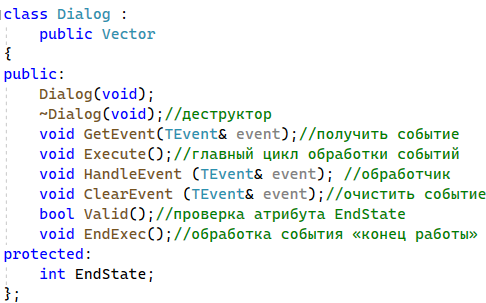 class Dialog :
    public Vector
{
public:
    Dialog(void);
    ~Dialog(void);//деструктор
    void GetEvent(TEvent& event);//получить событие
    void Execute();//главный цикл обработки событий
    void HandleEvent (TEvent& event); //обработчик
    void ClearEvent (TEvent& event);//очистить событие
    bool Valid();//проверка атрибута EndState
    void EndExec();//обработка события «конец работы»
protected:
    int EndState;
};